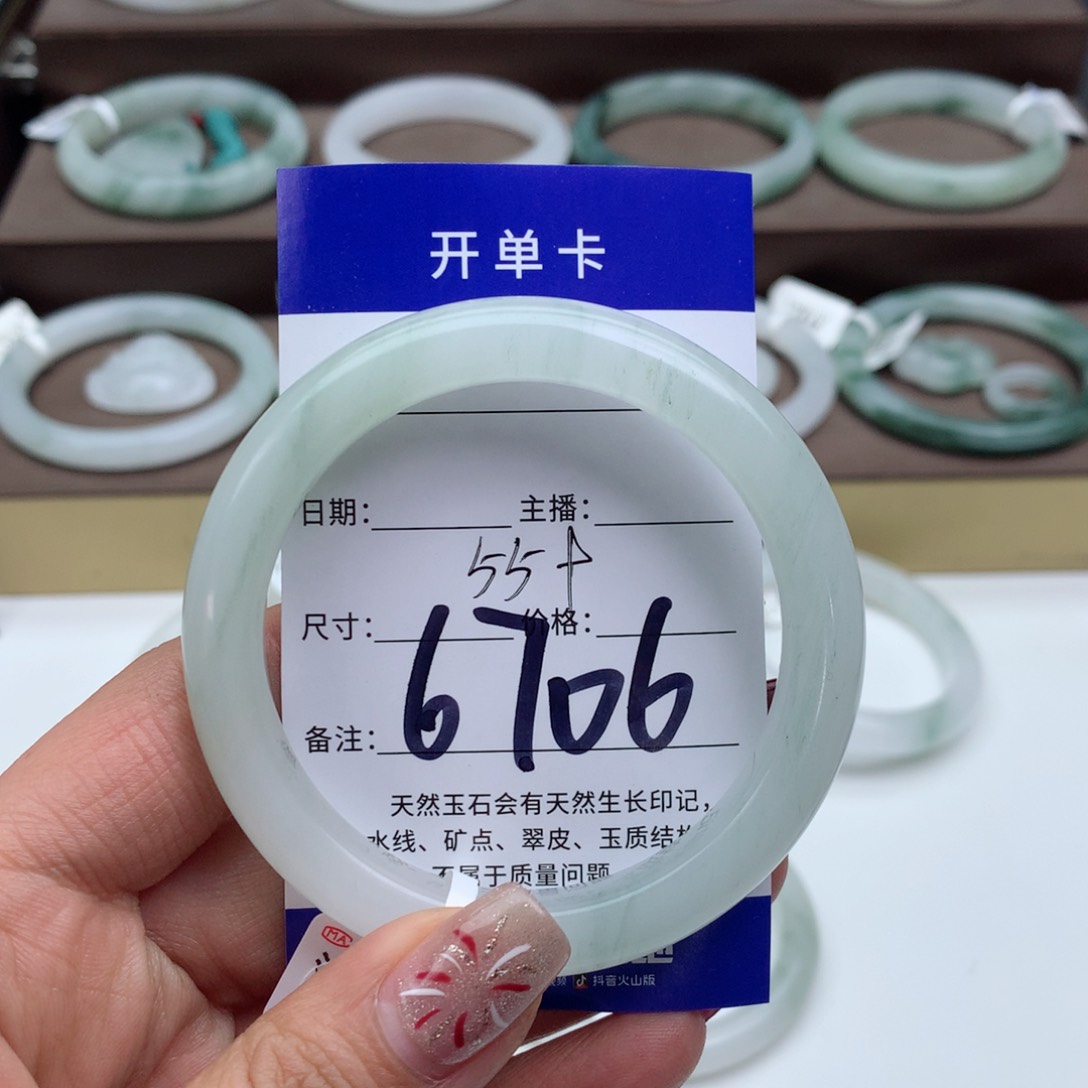 开单卡
日期： 主播：
55+
尺寸： 价格：
6706
备注：
天然玉石会有天然生长印记，
水线、矿点、翠皮、玉质结构
不属于质量问题
抖音火山版